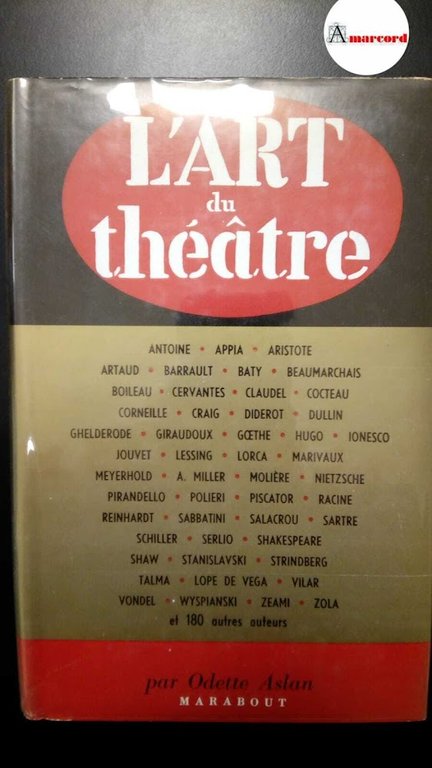 Amarcord
L'ART
du
théâtre
ANTOINE • APPIA • ARISTOTE
ARTAUD • BARRAULT • BATY • BEAUMARCHAIS
BOILEAU • CERVANTES • CLAUDEL • COCTEAU
CORNEILLE • CRAIG • DIDEROT • DULLIN
GHELDERODE • GIRAUDOUX • GŒTHE • HUGO • IONESCO
JOUVET • LESSING • LORCA • MARIVAUX
MEYERHOLD • A. MILLER • MOLIÈRE • NIETZSCHE
PIRANDELLO • POLIERI • PISCATOR • RACINE
REINHARDT • SABBATINI • SALACROU • SARTRE
SCHILLER • SERLIO • SHAKESPEARE
SHAW • STANISLAVSKI • STRINDBERG
TALMA • LOPE DE VEGA • VILAR
VONDEL • WYSPIANSKI • ZEAMI • ZOLA
et 180 autres auteurs
par Odette Aslan
MARABOUT